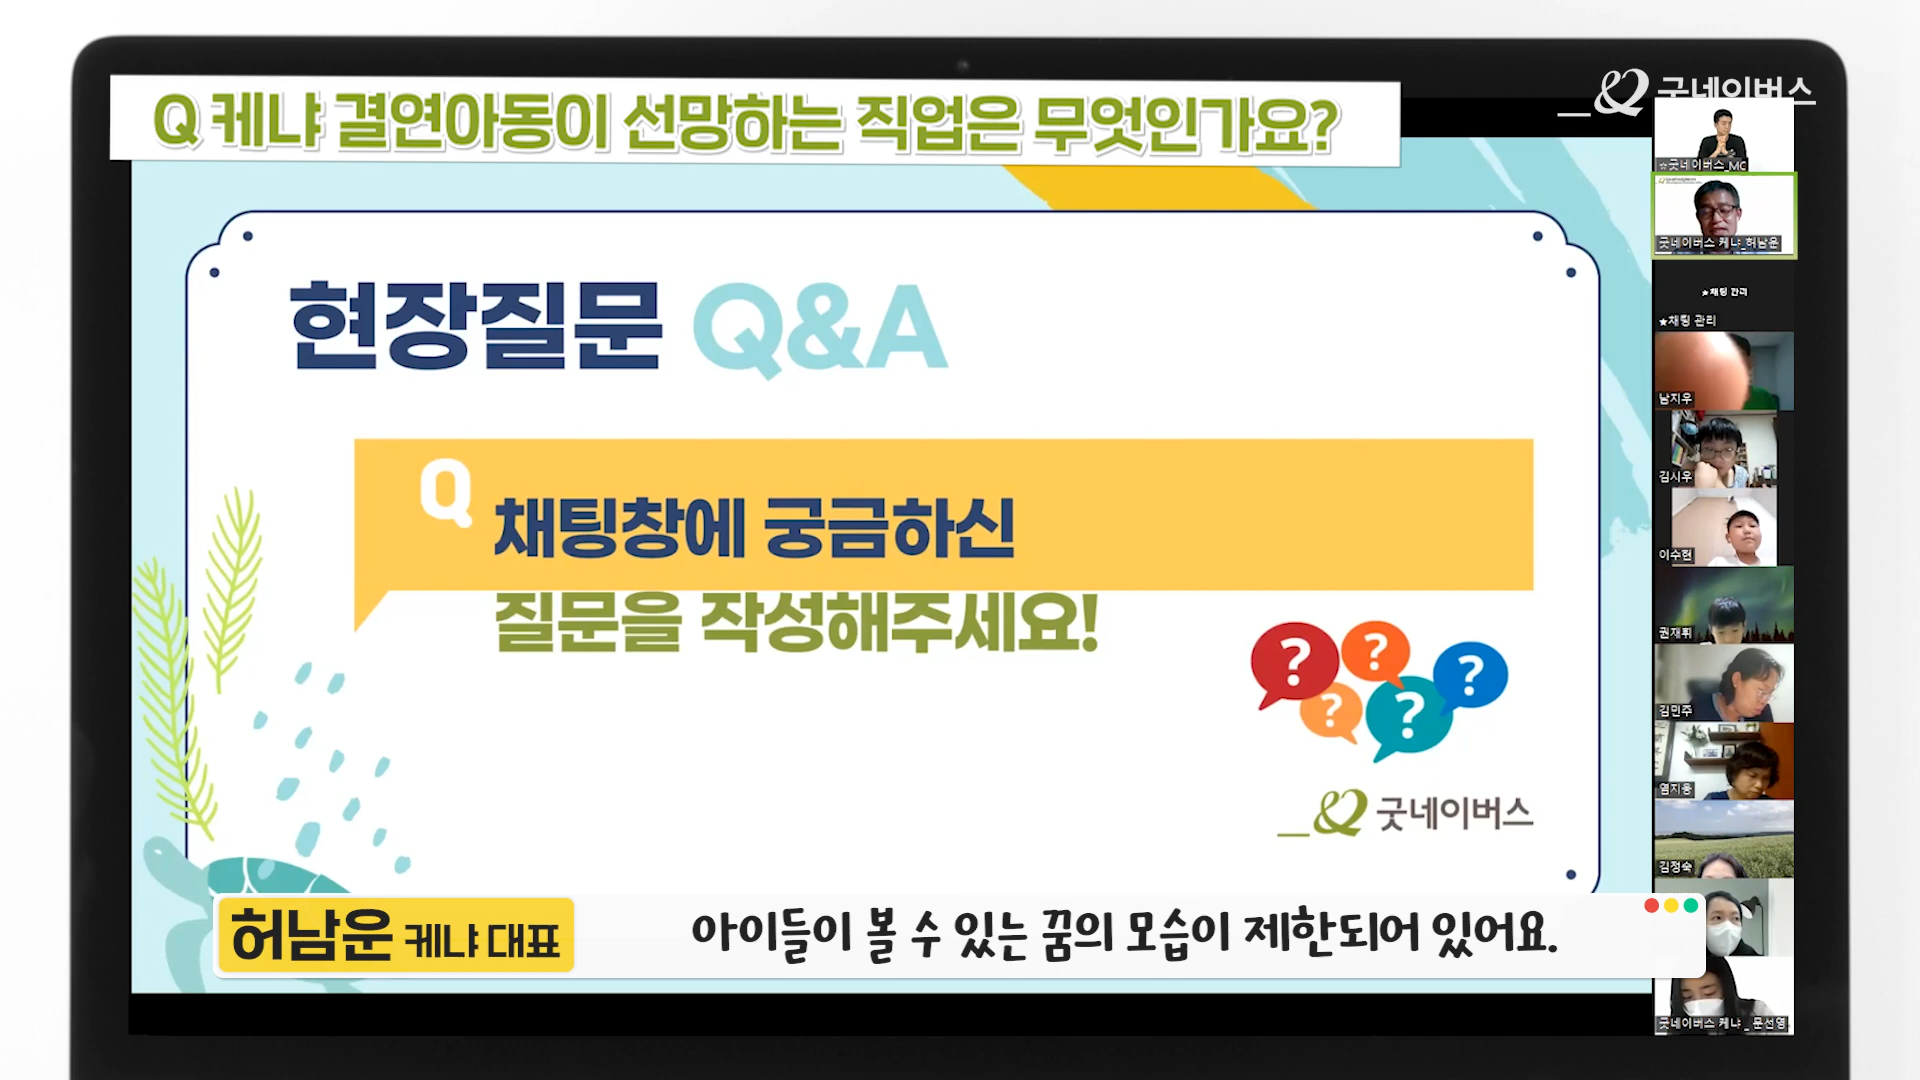 Q 케냐 결연아동이 선망하는 직업은 무엇인가요?
굿네이버스
현장질문 Q&A
Q
채팅창에 궁금하신
질문을 작성해주세요!
? ? ?
? ?
굿네이버스
허남운 케냐 대표
아이들이 볼 수 있는 꿈의 모습이 제한되어 있어요.
☆굿네이버스_MC
굿네이버스 케냐_허남운
★채팅 관리
★채팅 관리
남지우
김시우
이수현
권재휘
김민주
염지웅
김정숙
굿네이버스 케냐 _ 문선영